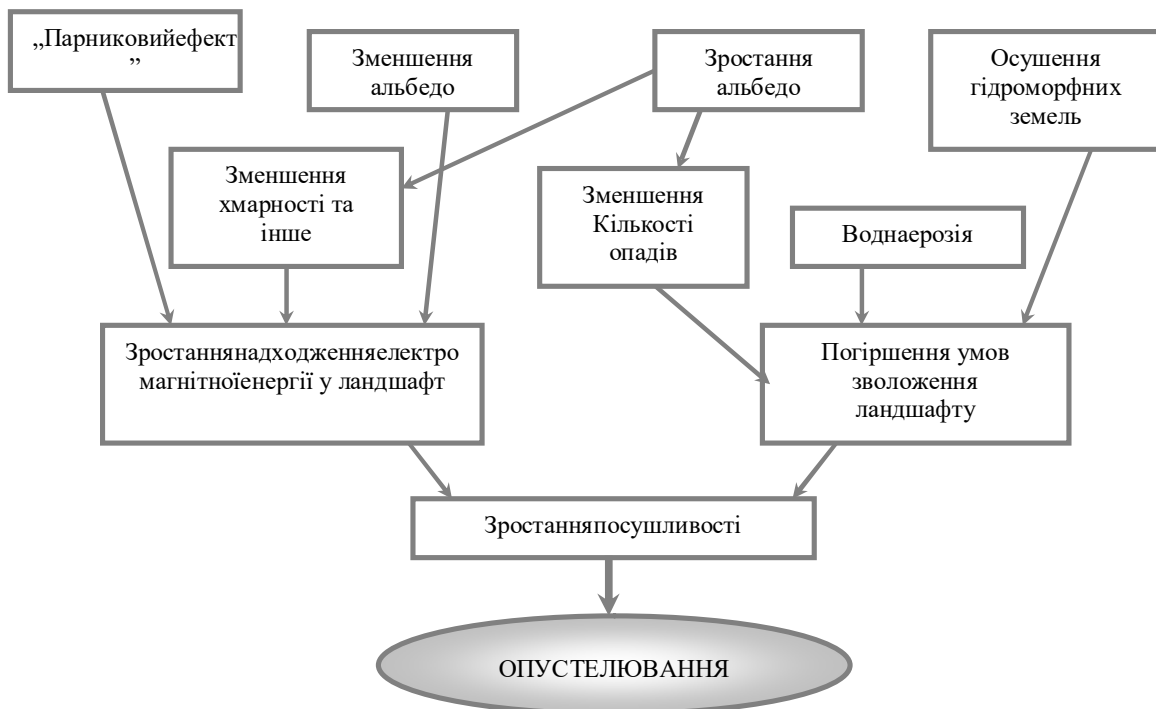 „Парниковийефект
”
Зменшення
альбедо
Зростання
альбедо
Осушення
гідроморфних
земель
Зменшення
хмарності та
інше
Зменшення
Кількості
опадів
Воднаерозія
Зростаннянадходженняелектро
магнітноїенергії у ландшафт
Погіршення умов
зволоження
ландшафту
Зростанняпосушливості
ОПУСТЕЛЮВАННЯ